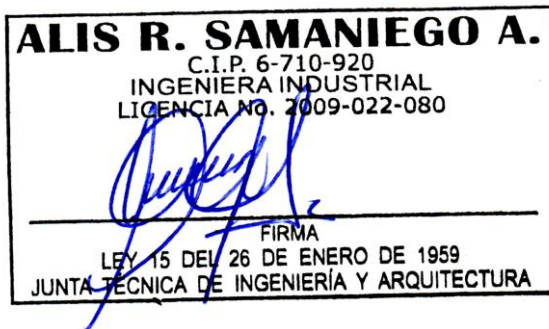 ALIS R. SAMANIEGO A.
C.I.P. 6-710-920
INGENIERA INDUSTRIAL
LICENCIA No. 2009-022-080
FIRMA
LEY 15 DEL 26 DE ENERO DE 1959
JUNTA TÉCNICA DE INGENIERÍA Y ARQUITECTURA